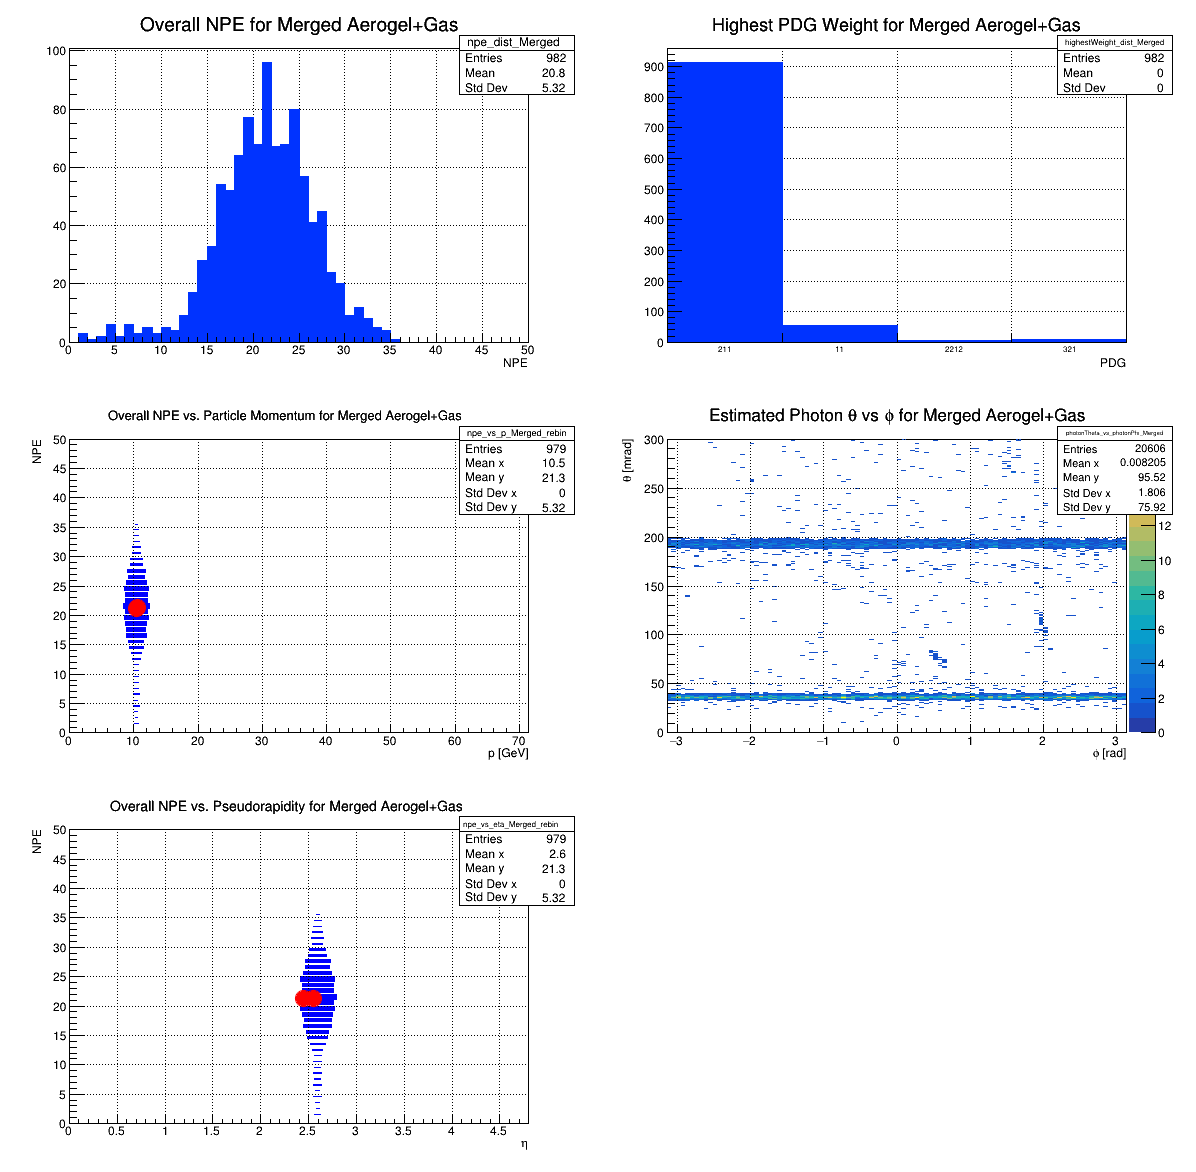 Overall NPE for Merged Aerogel+Gas
npe_dist_Merged
Entries 982
Mean 20.8
Std Dev 5.32
100
80
60
40
20
0
0 5 10 15 20 25 30 35 40 45 50
NPE
Highest PDG Weight for Merged Aerogel+Gas
highestWeight_dist_Merged
Entries 982
Mean 0
Std Dev 0
900
800
700
600
500
400
300
200
100
0
211 11 2212 321
PDG
Overall NPE vs. Particle Momentum for Merged Aerogel+Gas
npe_vs_p_Merged_rebin
Entries 979
Mean x 10.5
Mean y 21.3
Std Dev x 0
Std Dev y 5.32
NPE
50
45
40
35
30
25
20
15
10
5
0
0 10 20 30 40 50 60 70
p [GeV]
Estimated Photon θ vs ϕ for Merged Aerogel+Gas
photonTheta_vs_photonPhi_Merged
Entries 20606
Mean x 0.008205
Mean y 95.52
Std Dev x 1.806
Std Dev y 75.92
θ [mrad]
300
250
200
150
100
50
0
−3 −2 −1 0 1 2 3
ϕ [rad]
12
10
8
6
4
2
0
Overall NPE vs. Pseudorapidity for Merged Aerogel+Gas
npe_vs_eta_Merged_rebin
Entries 979
Mean x 2.6
Mean y 21.3
Std Dev x 0
Std Dev y 5.32
NPE
50
45
40
35
30
25
20
15
10
5
0
0 0.5 1 1.5 2 2.5 3 3.5 4 4.5
η